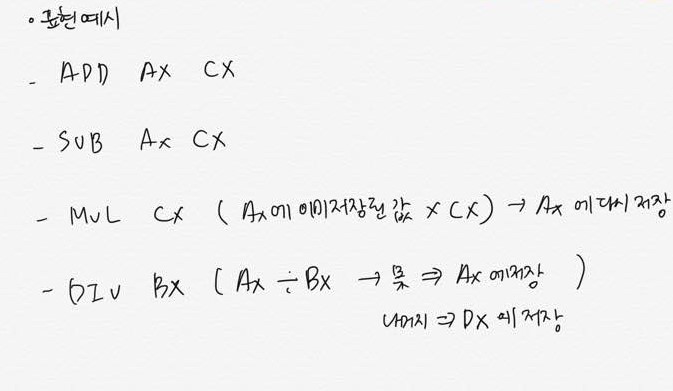 • 표현예시
- ADD AX CX
- SUB Ax CX
- MUL CX ( Ax에 이미저장된 값 × CX) → Ax 에다시 저장
- DIV BX ( Ax ÷ Bx → 몫 ⇒ Ax 에저장 )
나머지 ⇒ DX 에 저장